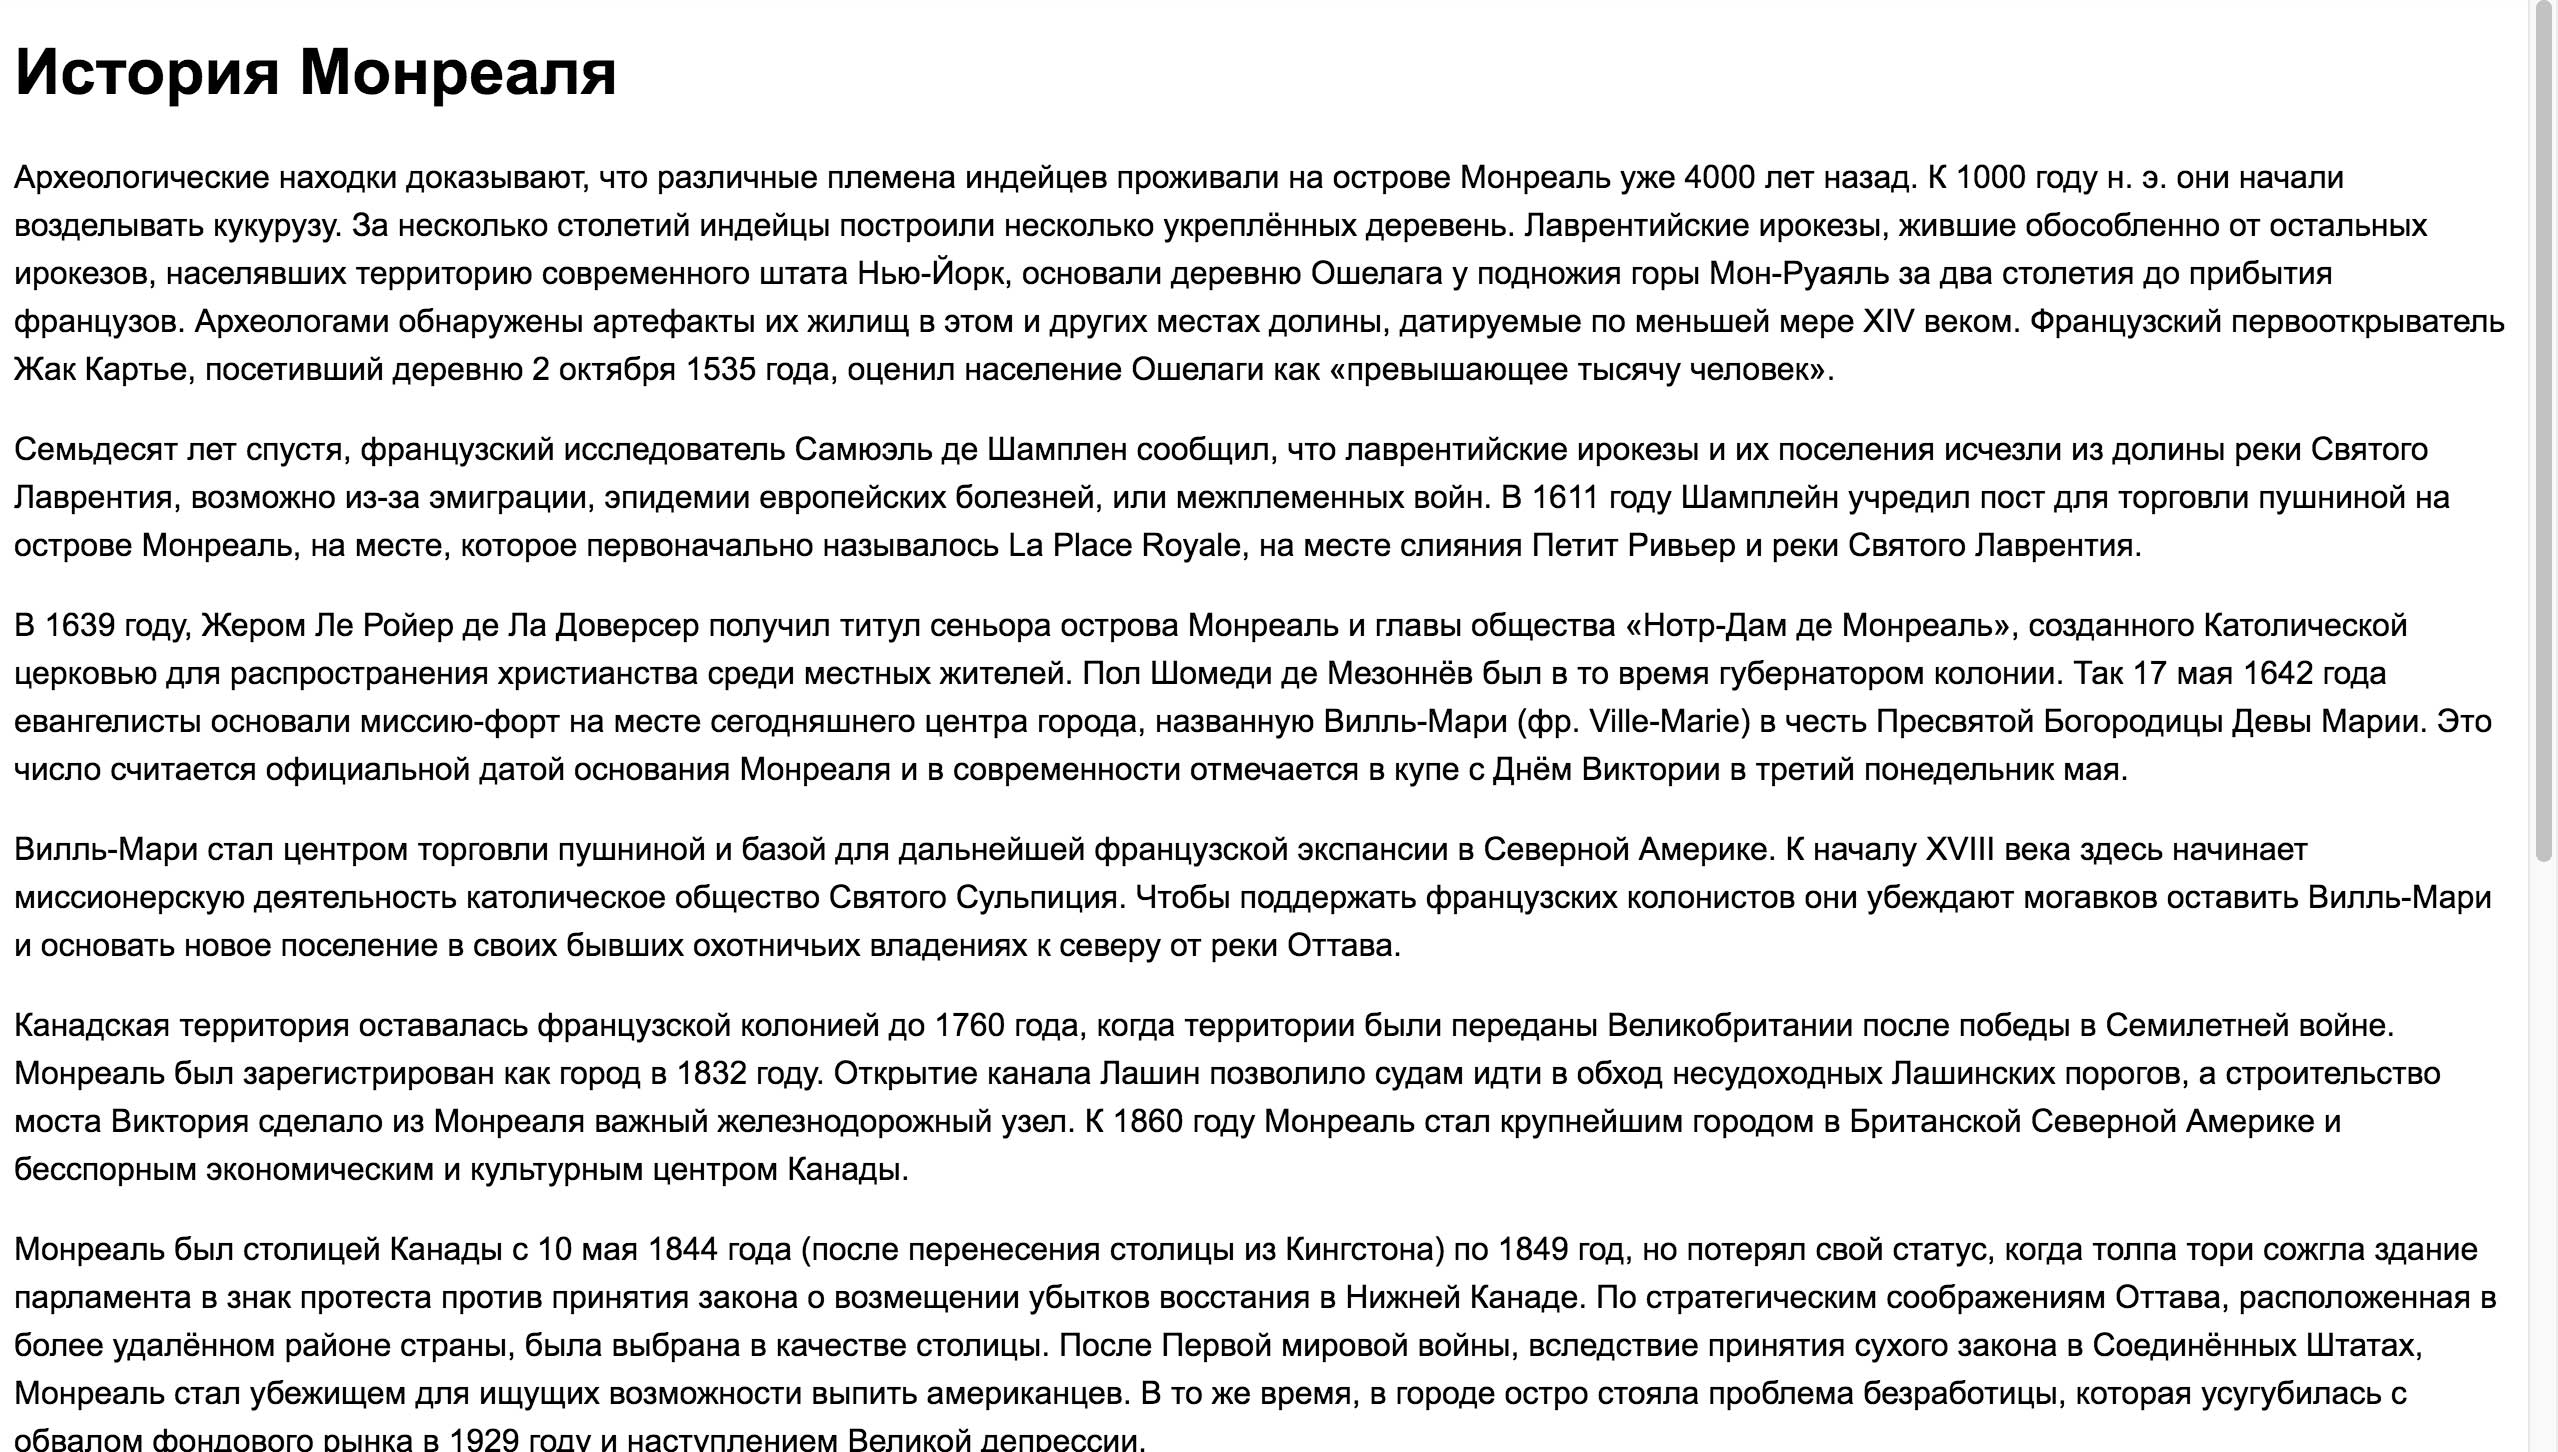 История Монреаля
Археологические находки доказывают, что различные племена индейцев проживали на острове Монреаль уже 4000 лет назад. К 1000 году н. э. они начали
возделывать кукурузу. За несколько столетий индейцы построили несколько укреплённых деревень. Лаврентийские ирокезы, жившие обособленно от остальных
ирокезов, населявших территорию современного штата Нью-Йорк, основали деревню Ошелага у подножия горы Мон-Руаяль за два столетия до прибытия
французов. Археологами обнаружены артефакты их жилищ в этом и других местах долины, датируемые по меньшей мере XIV веком. Французский первооткрыватель
Жак Картье, посетивший деревню 2 октября 1535 года, оценил население Ошелаги как «превышающее тысячу человек».
Семьдесят лет спустя, французский исследователь Самюэль де Шамплен сообщил, что лаврентийские ирокезы и их поселения исчезли из долины реки Святого
Лаврентия, возможно из-за эмиграции, эпидемии европейских болезней, или межплеменных войн. В 1611 году Шамплейн учредил пост для торговли пушниной на
острове Монреаль, на месте, которое первоначально называлось La Place Royale, на месте слияния Петит Ривьер и реки Святого Лаврентия.
В 1639 году, Жером Ле Ройер де Ла Доверсер получил титул сеньора острова Монреаль и главы общества «Нотр-Дам де Монреаль», созданного Католической
церковью для распространения христианства среди местных жителей. Пол Шомеди де Мезоннёв был в то время губернатором колонии. Так 17 мая 1642 года
евангелисты основали миссию-форт на месте сегодняшнего центра города, названную Вилль-Мари (фр. Ville-Marie) в честь Пресвятой Богородицы Девы Марии. Это
число считается официальной датой основания Монреаля и в современности отмечается в купе с Днём Виктории в третий понедельник мая.
Вилль-Мари стал центром торговли пушниной и базой для дальнейшей французской экспансии в Северной Америке. К началу XVIII века здесь начинает
миссионерскую деятельность католическое общество Святого Сульпиция. Чтобы поддержать французских колонистов они убеждают могавков оставить Вилль-Мари
и основать новое поселение в своих бывших охотничьих владениях к северу от реки Оттава.
Канадская территория оставалась французской колонией до 1760 года, когда территории были переданы Великобритании после победы в Семилетней войне.
Монреаль был зарегистрирован как город в 1832 году. Открытие канала Лашин позволило судам идти в обход несудоходных Лашинских порогов, а строительство
моста Виктория сделало из Монреаля важный железнодорожный узел. К 1860 году Монреаль стал крупнейшим городом в Британской Северной Америке и
бесспорным экономическим и культурным центром Канады.
Монреаль был столицей Канады с 10 мая 1844 года (после перенесения столицы из Кингстона) по 1849 год, но потерял свой статус, когда толпа тори сожгла здание
парламента в знак протеста против принятия закона о возмещении убытков восстания в Нижней Канаде. По стратегическим соображениям Оттава, расположенная в
более удалённом районе страны, была выбрана в качестве столицы. После Первой мировой войны, вследствие принятия сухого закона в Соединённых Штатах,
Монреаль стал убежищем для ищущих возможности выпить американцев. В то же время, в городе остро стояла проблема безработицы, которая усугубилась с
обвалом фондового рынка в 1929 году и наступлением Великой депрессии.